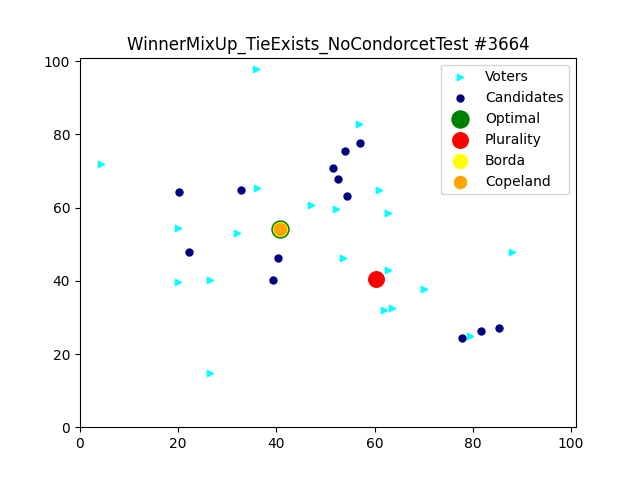 WinnerMixUp_TieExists_NoCondorcetTest #3664
100
80
60
40
20
0
0
20
40
60
80
100
Voters
Candidates
Optimal
Plurality
Borda
Copeland